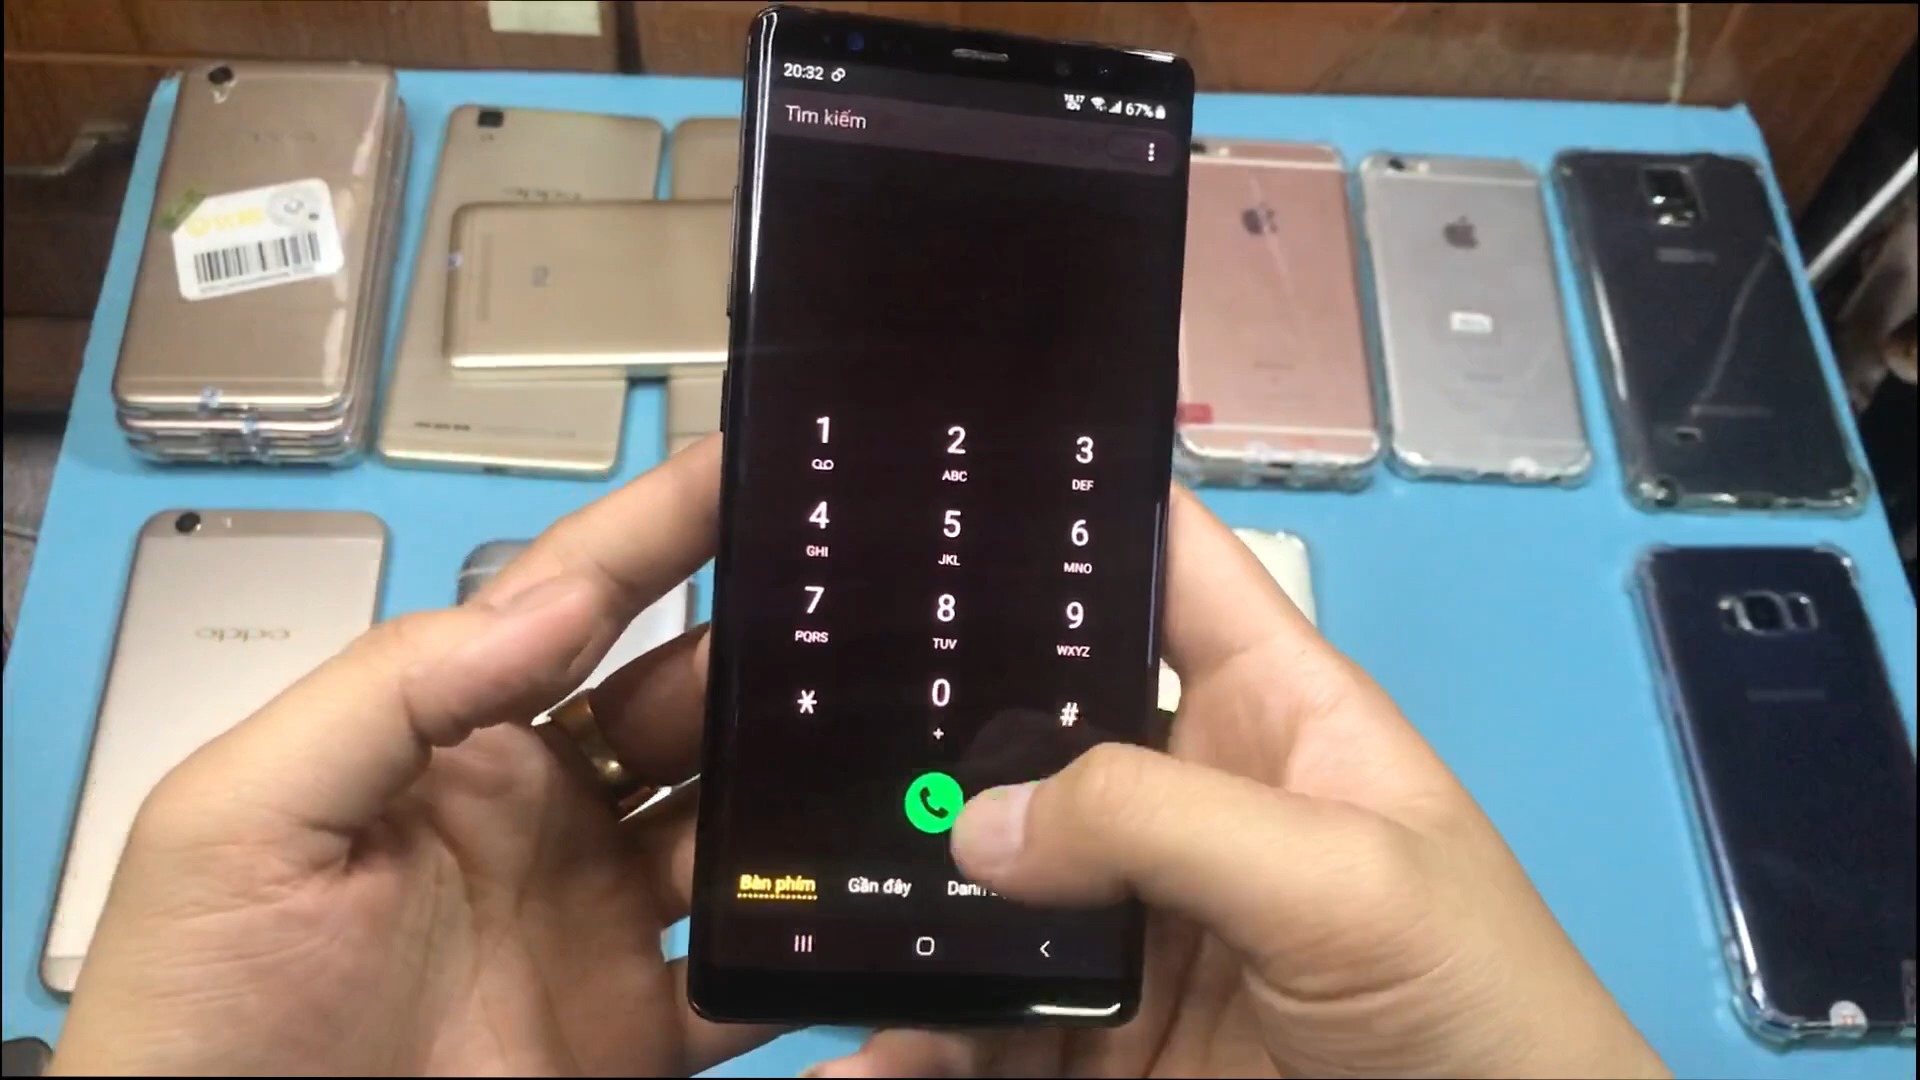 20:32
67%
Tìm kiếm
1
2
ABC
3
DEF
4
GHI
5
JKL
6
MNO
7
PQRS
8
TUV
9
WXYZ
*
0
+
#
Bàn phím
Gần đây
oppo